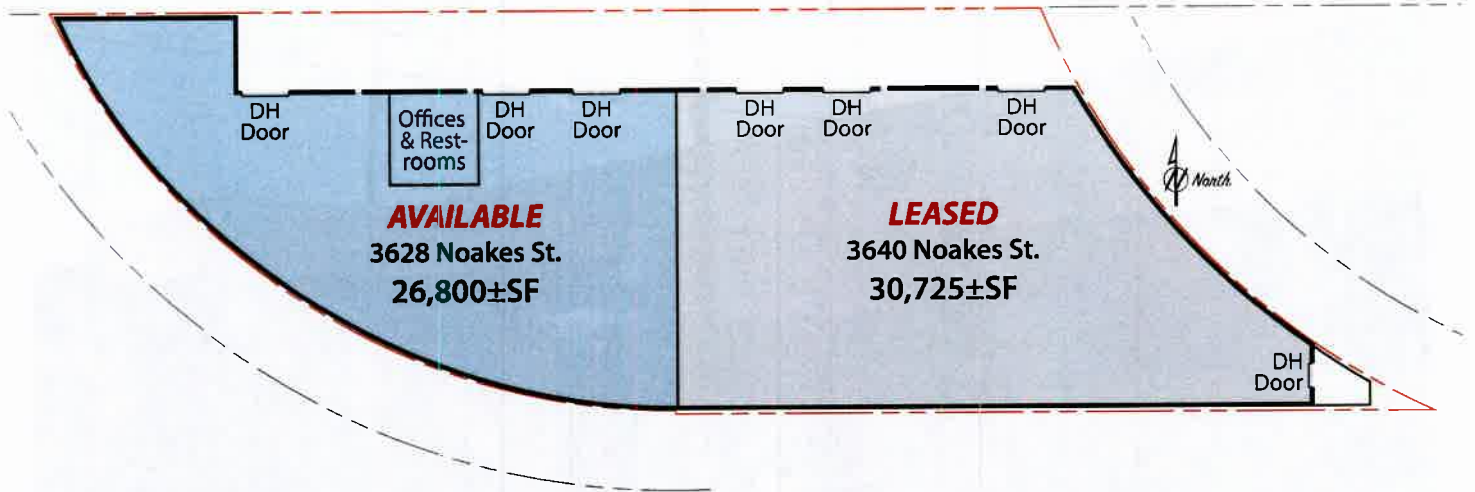 DH
Door
Offices
& Rest-
rooms
DH
Door
DH
Door
DH
Door
DH
Door
DH
Door
North
AVAILABLE
3628 Noakes St.
26,800±SF
LEASED
3640 Noakes St.
30,725±SF
DH
Door